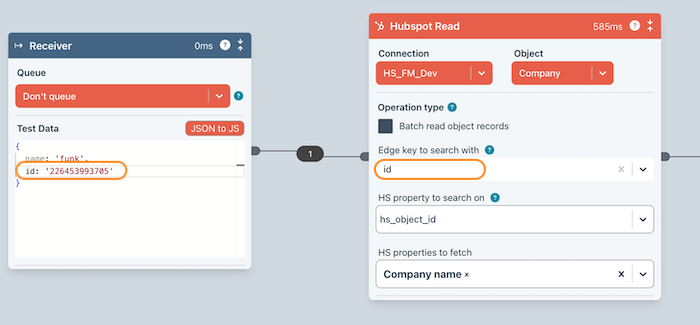 Receiver
0ms ?
Queue
Don't queue
?
Test Data
JSON to JS
{
name: 'funk',
id: '226453993705'
}
1
Hubspot Read
585ms ?
Connection
Object
HS_FM_Dev
Company
Operation type ?
Batch read object records
Edge key to search with ?
id ×
HS property to search on ?
hs_object_id
HS properties to fetch
Company name × ×